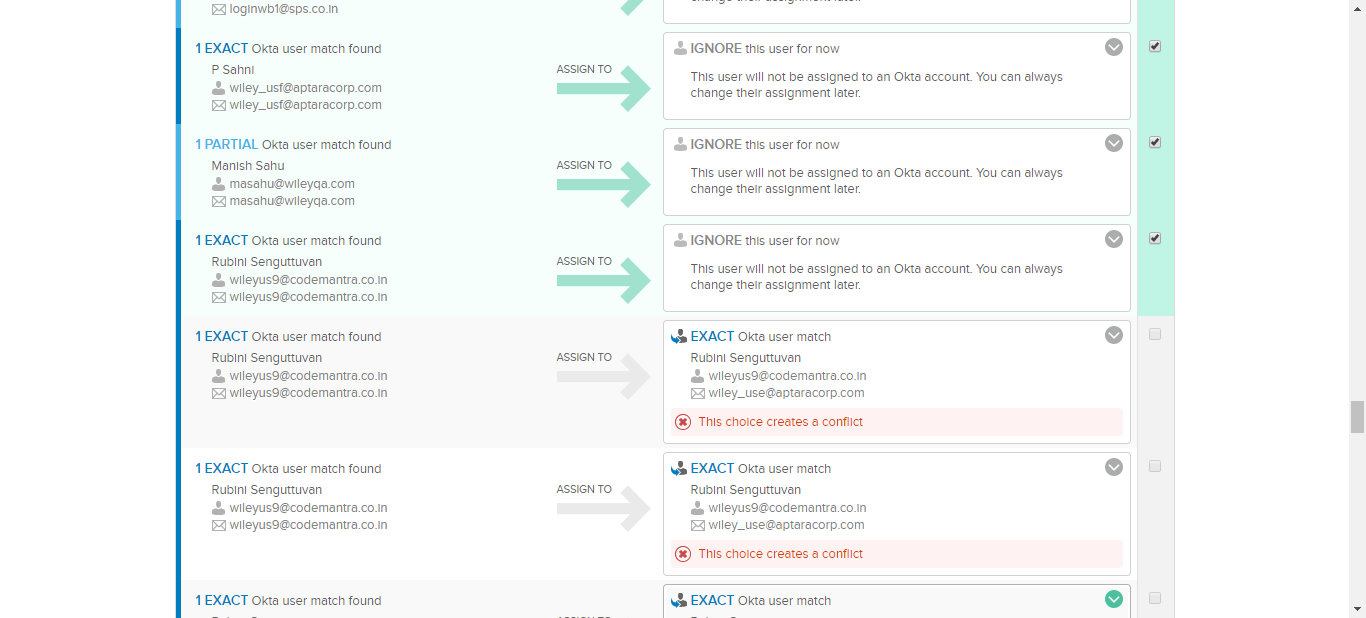 loginwb1@sps.co.in
1 EXACT Okta user match found
P Sahni
wiley_usf@aptaracorp.com
wiley_usf@aptaracorp.com
ASSIGN TO
IGNORE this user for now
This user will not be assigned to an Okta account. You can always
change their assignment later.
1 PARTIAL Okta user match found
Manish Sahu
masahu@wileyqa.com
masahu@wileyqa.com
ASSIGN TO
IGNORE this user for now
This user will not be assigned to an Okta account. You can always
change their assignment later.
1 EXACT Okta user match found
Rubini Senguttuvan
wileyus9@codemantra.co.in
wileyus9@codemantra.co.in
ASSIGN TO
IGNORE this user for now
This user will not be assigned to an Okta account. You can always
change their assignment later.
1 EXACT Okta user match found
Rubini Senguttuvan
wileyus9@codemantra.co.in
wileyus9@codemantra.co.in
ASSIGN TO
EXACT Okta user match
Rubini Senguttuvan
wileyus9@codemantra.co.in
wiley_use@aptaracorp.com
This choice creates a conflict
1 EXACT Okta user match found
Rubini Senguttuvan
wileyus9@codemantra.co.in
wileyus9@codemantra.co.in
ASSIGN TO
EXACT Okta user match
Rubini Senguttuvan
wileyus9@codemantra.co.in
wiley_use@aptaracorp.com
This choice creates a conflict
1 EXACT Okta user match found
EXACT Okta user match